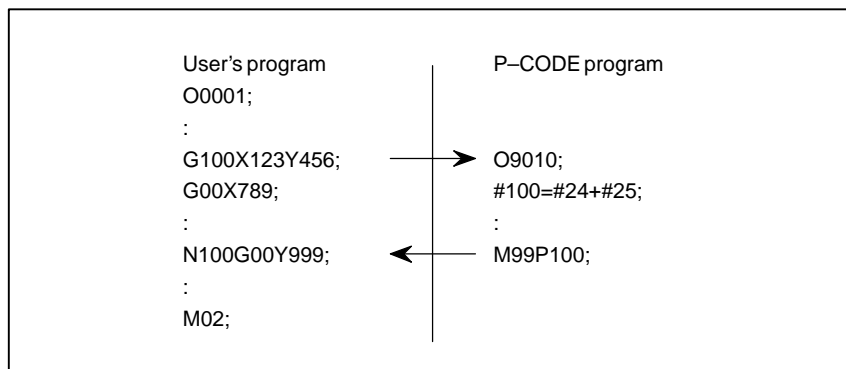 User's program
O0001;
:
G100X123Y456;
G00X789;
:
N100G00Y999;
:
M02;
P–CODE program
O9010;
#100=#24+#25;
:
M99P100;